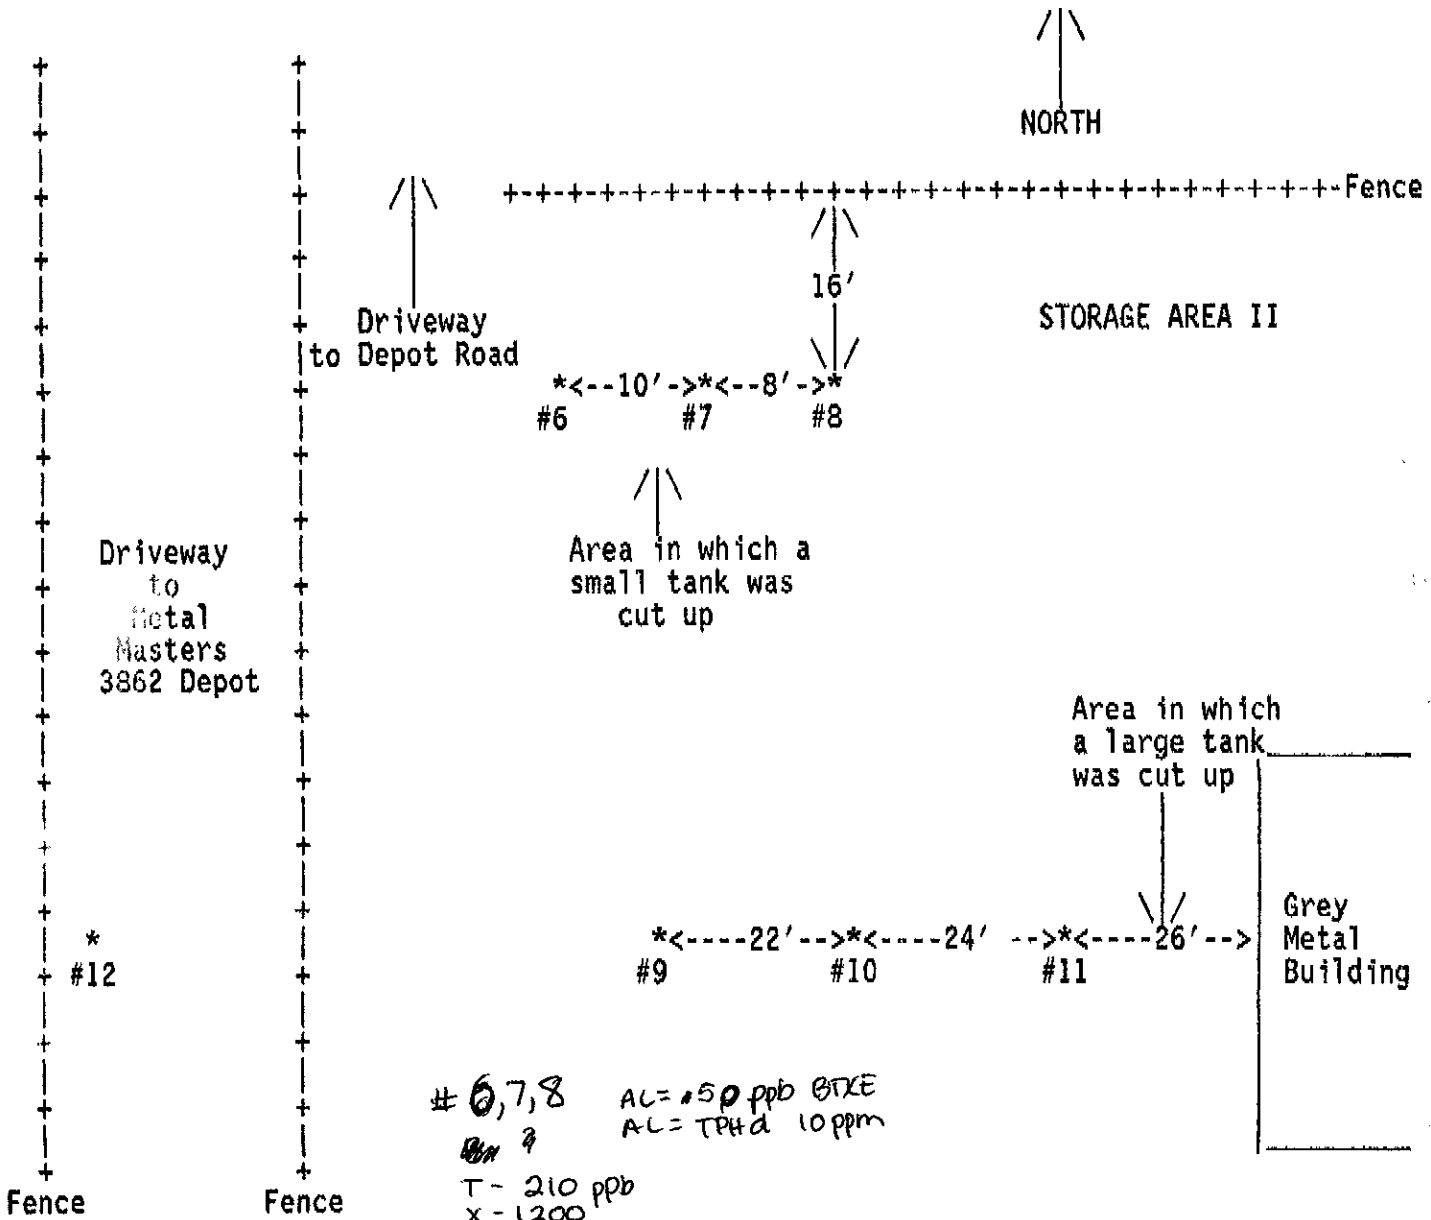 NORTH
+-+-+-+-+-+-+-+-+-+-+-+-+-+-+-+-+-+-+-+-+-+-+-+-+-+-+-Fence
16'
STORAGE AREA II
Driveway
to Depot Road
*<--10'->*<--8'->*
#6 #7 #8
Area in which a
small tank was
cut up
Driveway
to
Metal
Masters
3862 Depot
Area in which
a large tank
was cut up
Grey
Metal
Building
*<----22'-->*<----24' -->*<----26'-->
#9 #10 #11
*
#12
# 6,7,8 AL= .50 ppb BTXE
AL= TPHd 10ppm
T - 210 ppb
X - 1200
Fence Fence